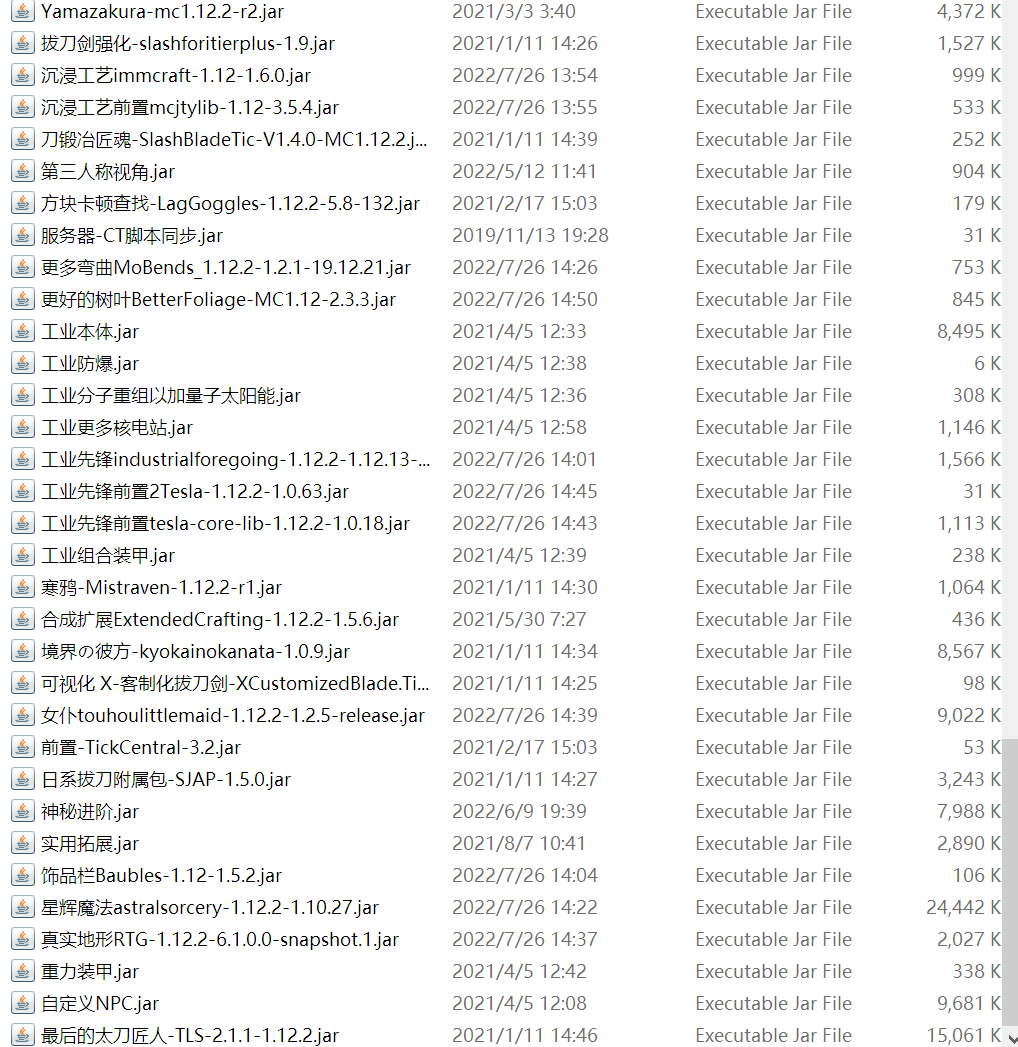 Yamazakura-mc1.12.2-r2.jar 2021/3/3 3:40 Executable Jar File 4,372 K
拔刀剑强化-slashforitierplus-1.9.jar 2021/1/11 14:26 Executable Jar File 1,527 K
沉浸工艺immcraft-1.12-1.6.0.jar 2022/7/26 13:54 Executable Jar File 999 K
沉浸工艺前置mcjtylib-1.12-3.5.4.jar 2022/7/26 13:55 Executable Jar File 533 K
刀锻冶匠魂-SlashBladeTic-V1.4.0-MC1.12.2.j... 2021/1/11 14:39 Executable Jar File 252 K
第三人称视角.jar 2022/5/12 11:41 Executable Jar File 904 K
方块卡顿查找-LagGoggles-1.12.2-5.8-132.jar 2021/2/17 15:03 Executable Jar File 179 K
服务器-CT脚本同步.jar 2019/11/13 19:28 Executable Jar File 31 K
更多弯曲MoBends_1.12.2-1.2.1-19.12.21.jar 2022/7/26 14:26 Executable Jar File 753 K
更好的树叶BetterFoliage-MC1.12-2.3.3.jar 2022/7/26 14:50 Executable Jar File 845 K
工业本体.jar 2021/4/5 12:33 Executable Jar File 8,495 K
工业防爆.jar 2021/4/5 12:38 Executable Jar File 6 K
工业分子重组以加量子太阳能.jar 2021/4/5 12:36 Executable Jar File 308 K
工业更多核电站.jar 2021/4/5 12:58 Executable Jar File 1,146 K
工业先锋industrialforegoing-1.12.2-1.12.13-... 2022/7/26 14:01 Executable Jar File 1,566 K
工业先锋前置2Tesla-1.12.2-1.0.63.jar 2022/7/26 14:45 Executable Jar File 31 K
工业先锋前置tesla-core-lib-1.12.2-1.0.18.jar 2022/7/26 14:43 Executable Jar File 1,113 K
工业组合装甲.jar 2021/4/5 12:39 Executable Jar File 238 K
寒鸦-Mistraven-1.12.2-r1.jar 2021/1/11 14:30 Executable Jar File 1,064 K
合成扩展ExtendedCrafting-1.12.2-1.5.6.jar 2021/5/30 7:27 Executable Jar File 436 K
境界の彼方-kyokainokanata-1.0.9.jar 2021/1/11 14:34 Executable Jar File 8,567 K
可视化 X-客制化拔刀剑-XCustomizedBlade.Ti... 2021/1/11 14:25 Executable Jar File 98 K
女仆touhoulittlemaid-1.12.2-1.2.5-release.jar 2022/7/26 14:39 Executable Jar File 9,022 K
前置-TickCentral-3.2.jar 2021/2/17 15:03 Executable Jar File 53 K
日系拔刀附属包-SJAP-1.5.0.jar 2021/1/11 14:27 Executable Jar File 3,243 K
神秘进阶.jar 2022/6/9 19:39 Executable Jar File 7,988 K
实用拓展.jar 2021/8/7 10:41 Executable Jar File 2,890 K
饰品栏Baubles-1.12-1.5.2.jar 2022/7/26 14:04 Executable Jar File 106 K
星辉魔法astralsorcery-1.12.2-1.10.27.jar 2022/7/26 14:22 Executable Jar File 24,442 K
真实地形RTG-1.12.2-6.1.0.0-snapshot.1.jar 2022/7/26 14:37 Executable Jar File 2,027 K
重力装甲.jar 2021/4/5 12:42 Executable Jar File 338 K
自定义NPC.jar 2021/4/5 12:08 Executable Jar File 9,681 K
最后的太刀匠人-TLS-2.1.1-1.12.2.jar 2021/1/11 14:46 Executable Jar File 15,061 K